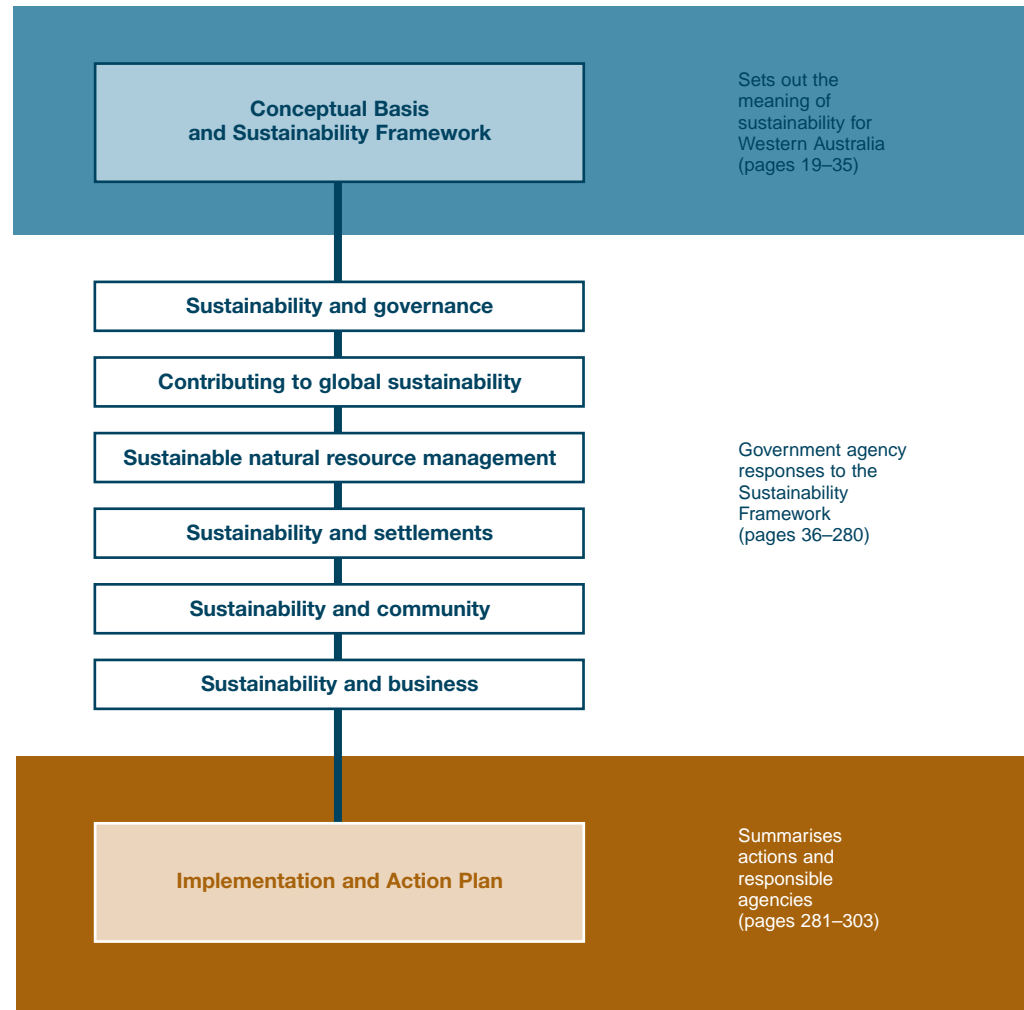 Conceptual Basis
and Sustainability Framework
Sets out the
meaning of
sustainability for
Western Australia
(pages 19–35)
Sustainability and governance
Contributing to global sustainability
Sustainable natural resource management
Sustainability and settlements
Sustainability and community
Sustainability and business
Government agency
responses to the
Sustainability
Framework
(pages 36–280)
Implementation and Action Plan
Summarises
actions and
responsible
agencies
(pages 281–303)